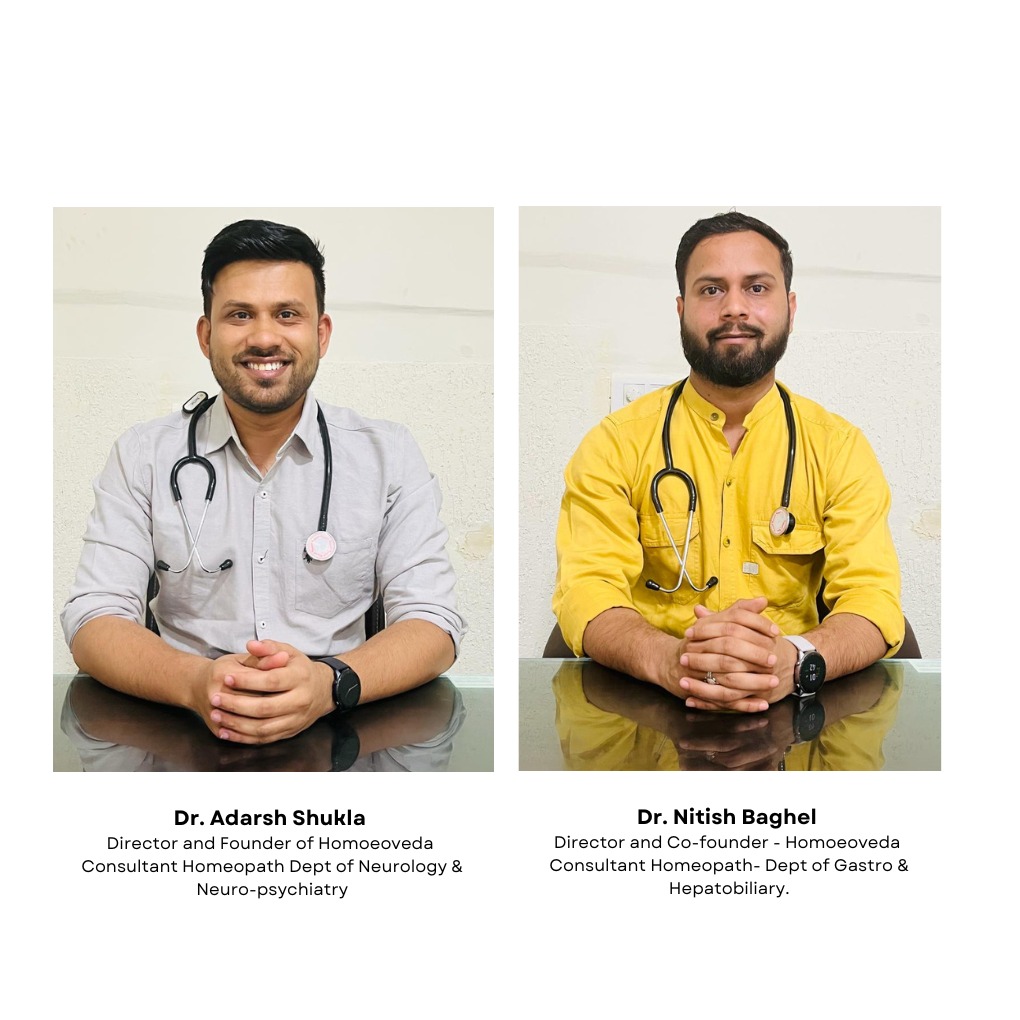 Dr. Adarsh Shukla
Director and Founder of Homoeoveda
Consultant Homeopath Dept of Neurology &
Neuro-psychiatry
Dr. Nitish Baghel
Director and Co-founder - Homoeoveda
Consultant Homeopath- Dept of Gastro &
Hepatobiliary.